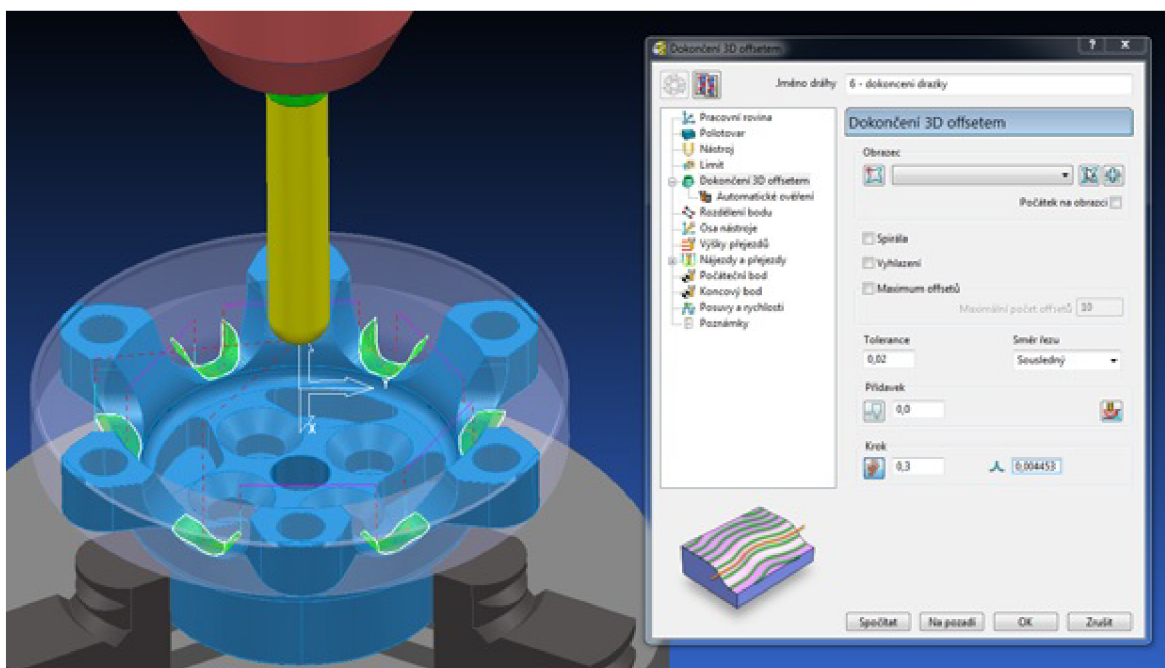 Dokončení 3D offsetem
Jméno dráhy 6 - dokonceni drazky
Pracovní rovina
Polotovar
Nástroj
Limit
Dokončení 3D offsetem
Automatické ověření
Rozdělení bodu
Osa nástroje
Výšky přejezdů
Nájezdy a přejezdy
Počáteční bod
Koncový bod
Posuvy a rychlosti
Poznámky
Dokončení 3D offsetem
Obrazec
Počátek na obrazci
Spirála
Vyhlazení
Maximum offsetů
Maximální počet offsetů 10
Tolerance Směr řezu
0,02 Sousledný
Přídavek
0,0
Krok
0,3 0,004453
Spočítat Na pozadí OK Zrušit
Y
X